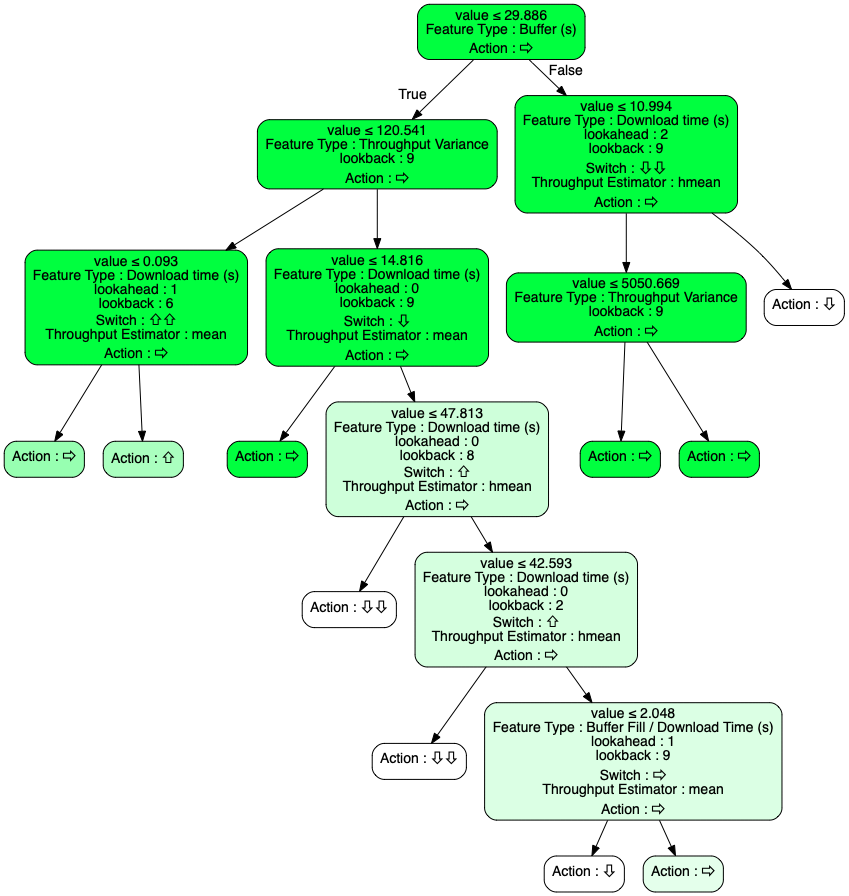 value ≤ 29.886
Feature Type : Buffer (s)
Action : ⇨
True
False
value ≤ 120.541
Feature Type : Throughput Variance
lookback : 9
Action : ⇨
value ≤ 10.994
Feature Type : Download time (s)
lookahead : 2
lookback : 9
Switch : ⇩⇩
Throughput Estimator : hmean
Action : ⇨
value ≤ 0.093
Feature Type : Download time (s)
lookahead : 1
lookback : 6
Switch : ⇧⇧
Throughput Estimator : mean
Action : ⇨
value ≤ 14.816
Feature Type : Download time (s)
lookahead : 0
lookback : 9
Switch : ⇩
Throughput Estimator : mean
Action : ⇨
value ≤ 5050.669
Feature Type : Throughput Variance
lookback : 9
Action : ⇨
Action : ⇩
Action : ⇨
Action : ⇧
Action : ⇨
value ≤ 47.813
Feature Type : Download time (s)
lookahead : 0
lookback : 8
Switch : ⇧
Throughput Estimator : hmean
Action : ⇨
Action : ⇨
Action : ⇨
Action : ⇩⇩
value ≤ 42.593
Feature Type : Download time (s)
lookahead : 0
lookback : 2
Switch : ⇧
Throughput Estimator : hmean
Action : ⇨
Action : ⇩⇩
value ≤ 2.048
Feature Type : Buffer Fill / Download Time (s)
lookahead : 1
lookback : 9
Switch : ⇨
Throughput Estimator : mean
Action : ⇨
Action : ⇩
Action : ⇨